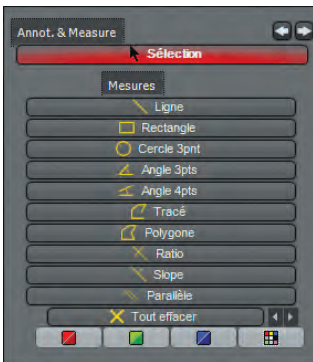 Annot. & Measure
Sélection
Mesures
Ligne
Rectangle
Cercle 3pnt
Angle 3pts
Angle 4pts
Tracé
Polygone
Ratio
Slope
Parallèle
Tout effacer